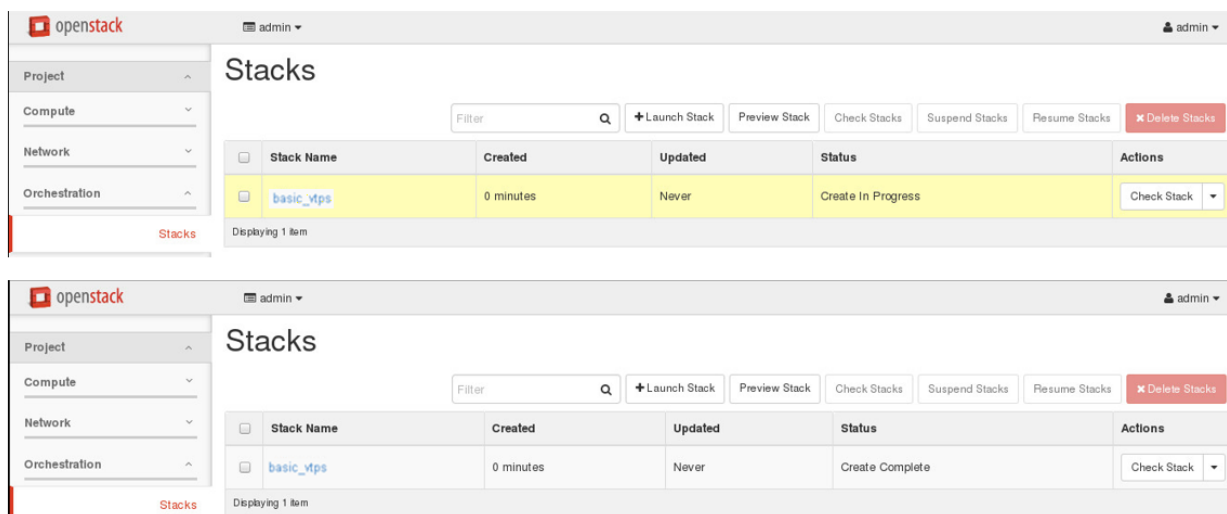 openstack admin admin
Project
Stacks
Compute
Filter Launch Stack Preview Stack Check Stacks Suspend Stacks Resume Stacks Delete Stacks
Network
Stack Name Created Updated Status Actions
Orchestration
basic_vtps 0 minutes Never Create In Progress Check Stack
Stacks
Displaying 1 item
openstack admin admin
Project
Stacks
Compute
Filter Launch Stack Preview Stack Check Stacks Suspend Stacks Resume Stacks Delete Stacks
Network
Stack Name Created Updated Status Actions
Orchestration
basic_vtps 0 minutes Never Create Complete Check Stack
Stacks
Displaying 1 item